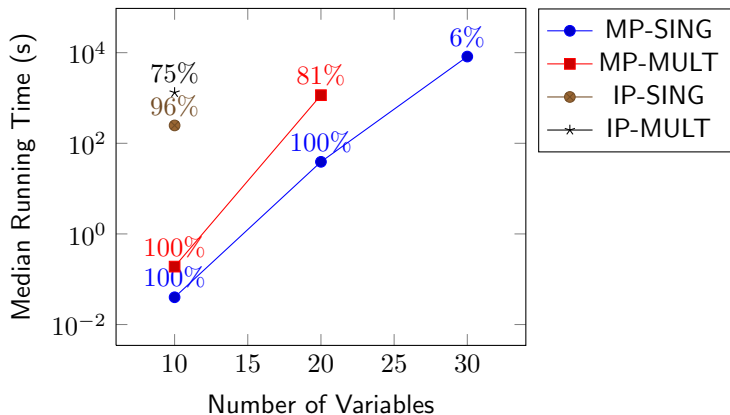 10^4
10^2
10^0
10^−2
Median Running Time (s)
75%
96%
100%
100%
81%
100%
6%
10
15
20
25
30
Number of Variables
MP-SING
MP-MULT
IP-SING
IP-MULT